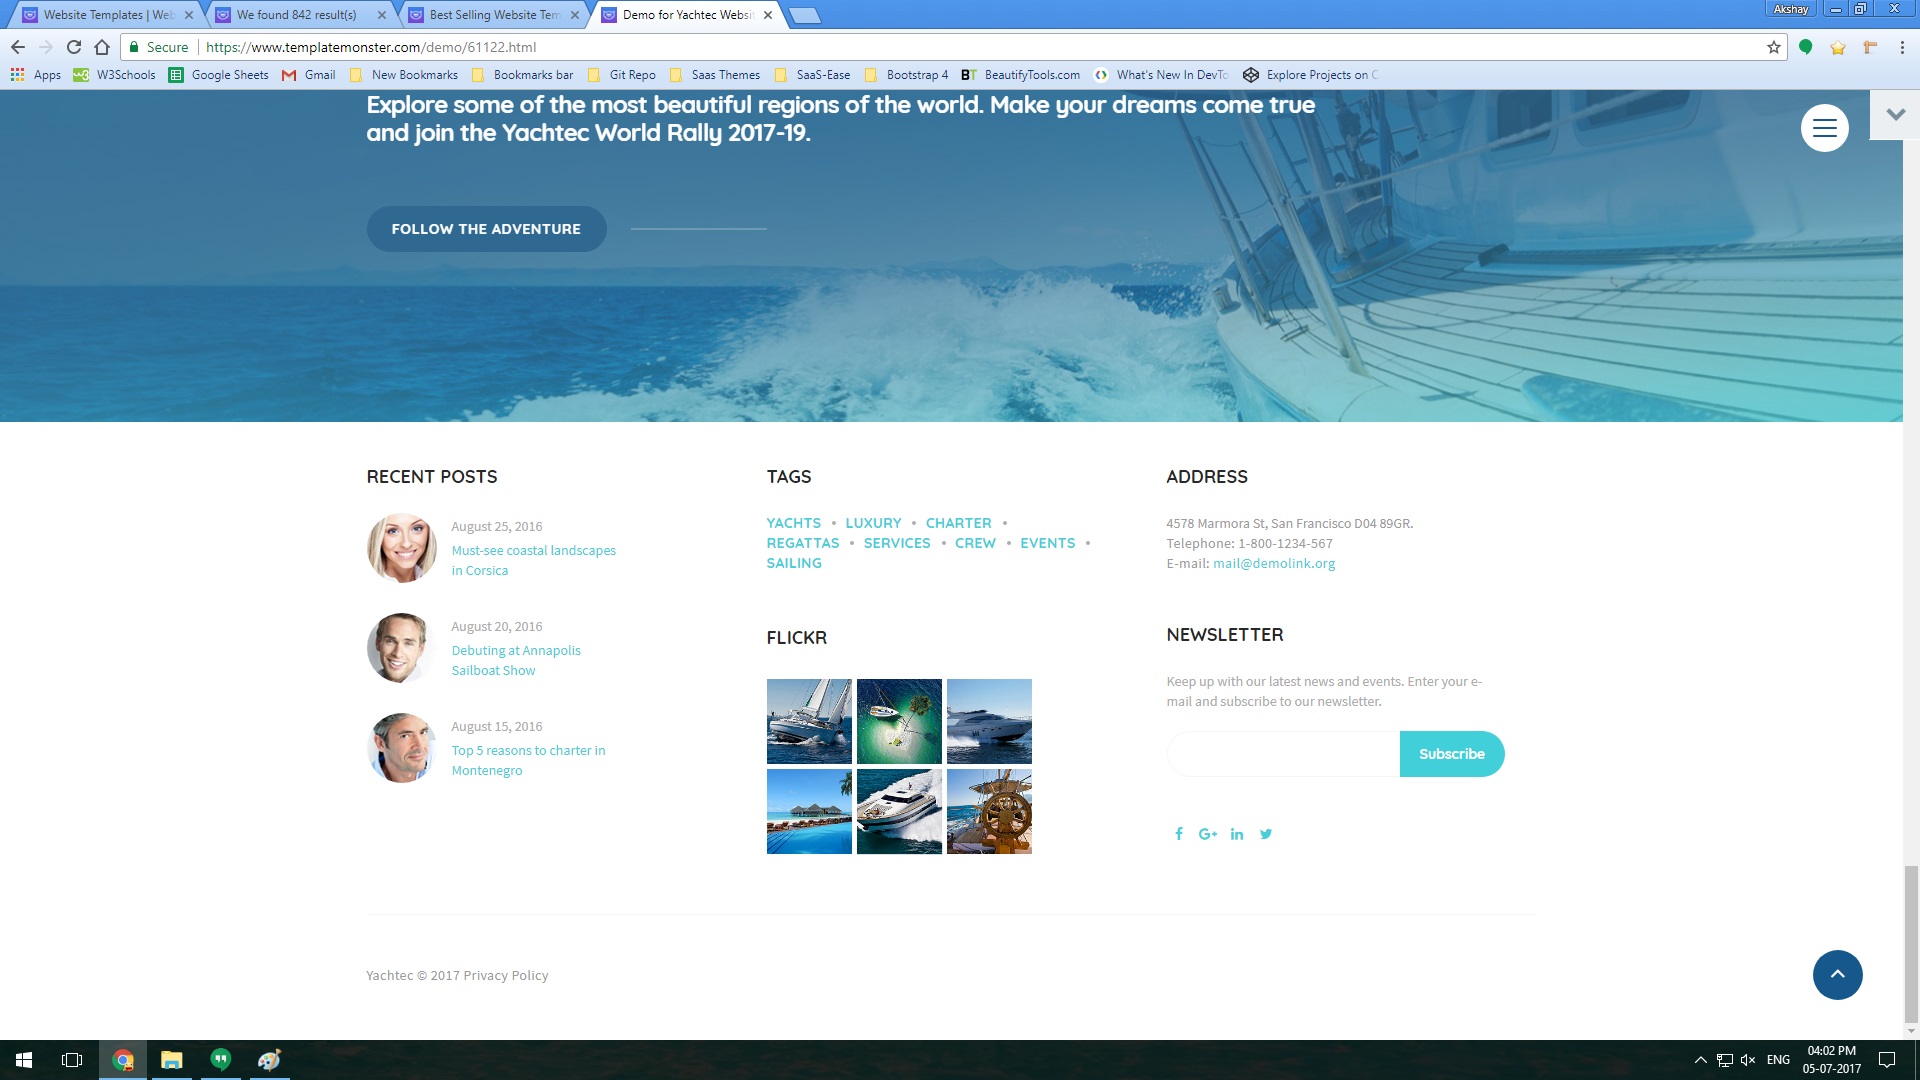 Website Templates | Web
We found 842 result(s)
Best Selling Website Tem
Demo for Yachtec Websi
Akshay
Secure
https://www.templatemonster.com/demo/61122.html
Apps
W3Schools
Google Sheets
Gmail
New Bookmarks
Bookmarks bar
Git Repo
Saas Themes
SaaS-Ease
Bootstrap 4
BT BeautifyTools.com
What's New In DevTo
Explore Projects on C
Explore some of the most beautiful regions of the world. Make your dreams come true
and join the Yachtec World Rally 2017-19.
FOLLOW THE ADVENTURE
RECENT POSTS
August 25, 2016
Must-see coastal landscapes
in Corsica
August 20, 2016
Debuting at Annapolis
Sailboat Show
August 15, 2016
Top 5 reasons to charter in
Montenegro
TAGS
YACHTS • LUXURY • CHARTER •
REGATTAS • SERVICES • CREW • EVENTS •
SAILING
FLICKR
ADDRESS
4578 Marmora St, San Francisco D04 89GR.
Telephone: 1-800-1234-567
E-mail: mail@demolink.org
NEWSLETTER
Keep up with our latest news and events. Enter your e-
mail and subscribe to our newsletter.
Subscribe
Yachtec © 2017 Privacy Policy
ENG
04:02 PM
05-07-2017